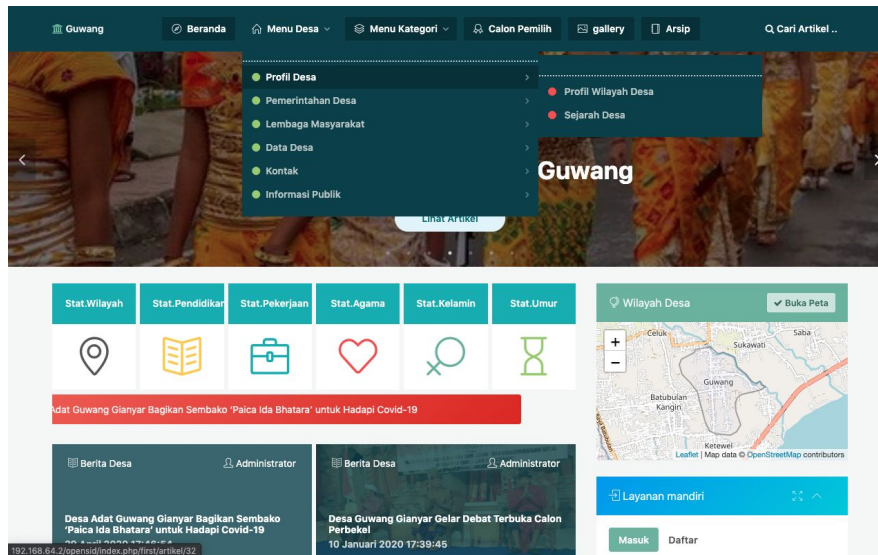 Guwang
Beranda
Menu Desa
Menu Kategori
Calon Pemilih
gallery
Arsip
Cari Artikel ..
Profil Desa
Pemerintahan Desa
Lembaga Masyarakat
Data Desa
Kontak
Informasi Publik
Profil Wilayah Desa
Sejarah Desa
Guwang
Lihat Artikel
Stat.Wilayah
Stat.Pendidikan
Stat.Pekerjaan
Stat.Agama
Stat.Kelamin
Stat.Umur
Adat Guwang Gianyar Bagikan Sembako 'Paica Ida Bhatara' untuk Hadapi Covid-19
Wilayah Desa
Buka Peta
+
−
Celuk
Saba
Sukawati
Guwang
Batubulan
Kangin
Ketewel
Leaflet | Map data © OpenStreetMap contributors
Berita Desa
Administrator
Desa Adat Guwang Gianyar Bagikan Sembako
'Paica Ida Bhatara' untuk Hadapi Covid-19
20 April 2020 17:46:54
Berita Desa
Administrator
Desa Guwang Gianyar Gelar Debat Terbuka Calon
Perbekel
10 Januari 2020 17:39:45
Layanan mandiri
Masuk
Daftar
192.168.64.2/opensid/index.php/first/artikel/32